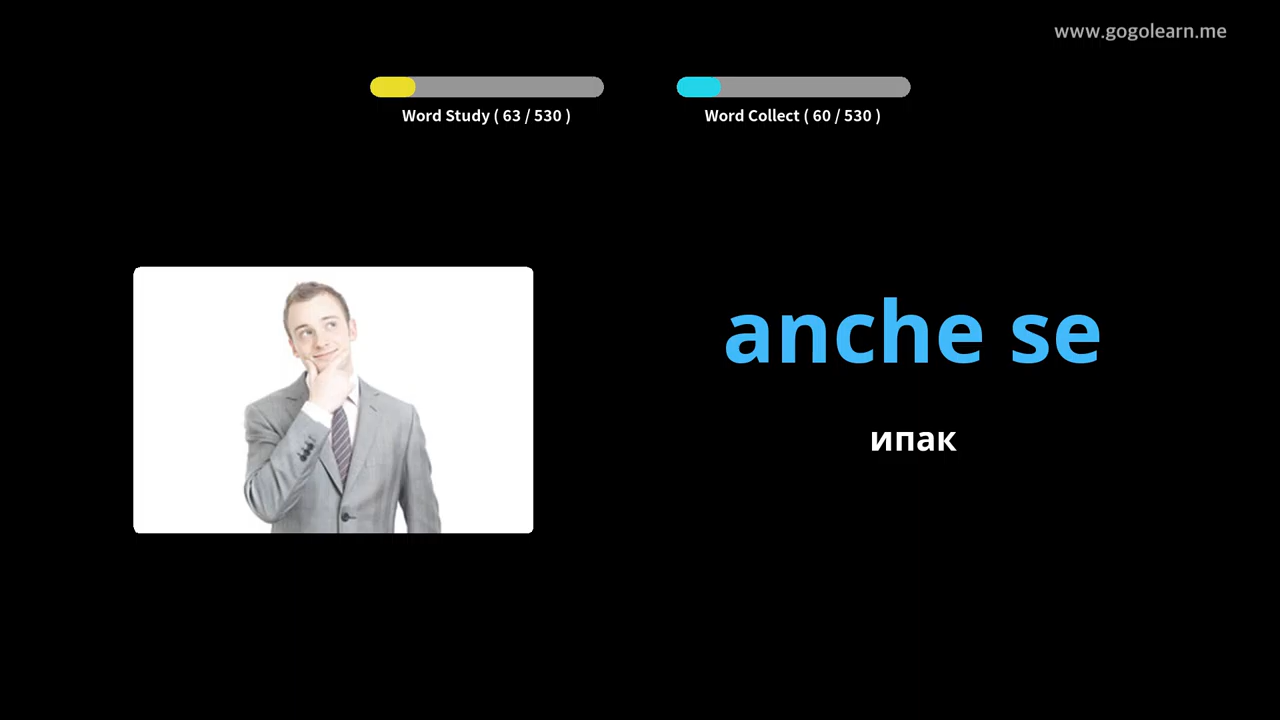 www.gogolearn.me
Word Study ( 63 / 530 )
Word Collect ( 60 / 530 )
anche se
ипак